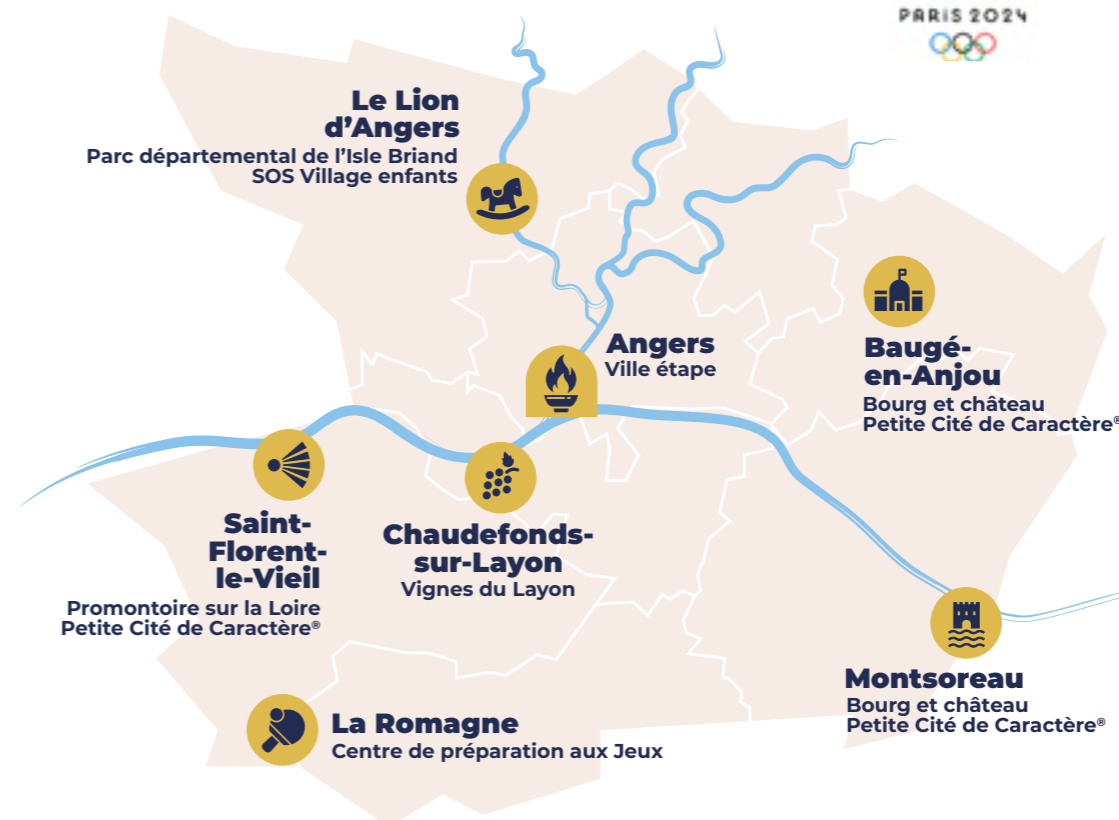 PARIS 2024
Le Lion
d'Angers
Parc départemental de l'Isle Briand
SOS Village enfants
Angers
Ville étape
Baugé-
en-Anjou
Bourg et château
Petite Cité de Caractère®
Saint-
Florent-
le-Vieil
Promontoire sur la Loire
Petite Cité de Caractère®
Chaudefonds-
sur-Layon
Vignes du Layon
Montsoreau
Bourg et château
Petite Cité de Caractère®
La Romagne
Centre de préparation aux Jeux